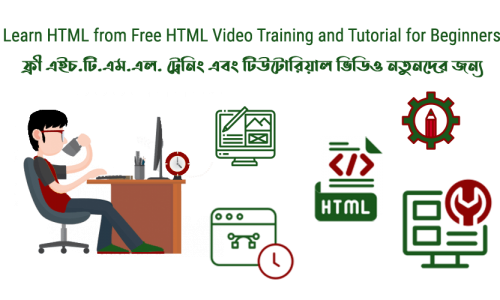 Learn HTML from Free HTML Video Training and Tutorial for Beginners
ফ্রী এইচ.টি.এম.এল. ট্রেনিং এবং টিউটোরিয়াল ভিডিও নতুনদের জন্য
</>
HTML